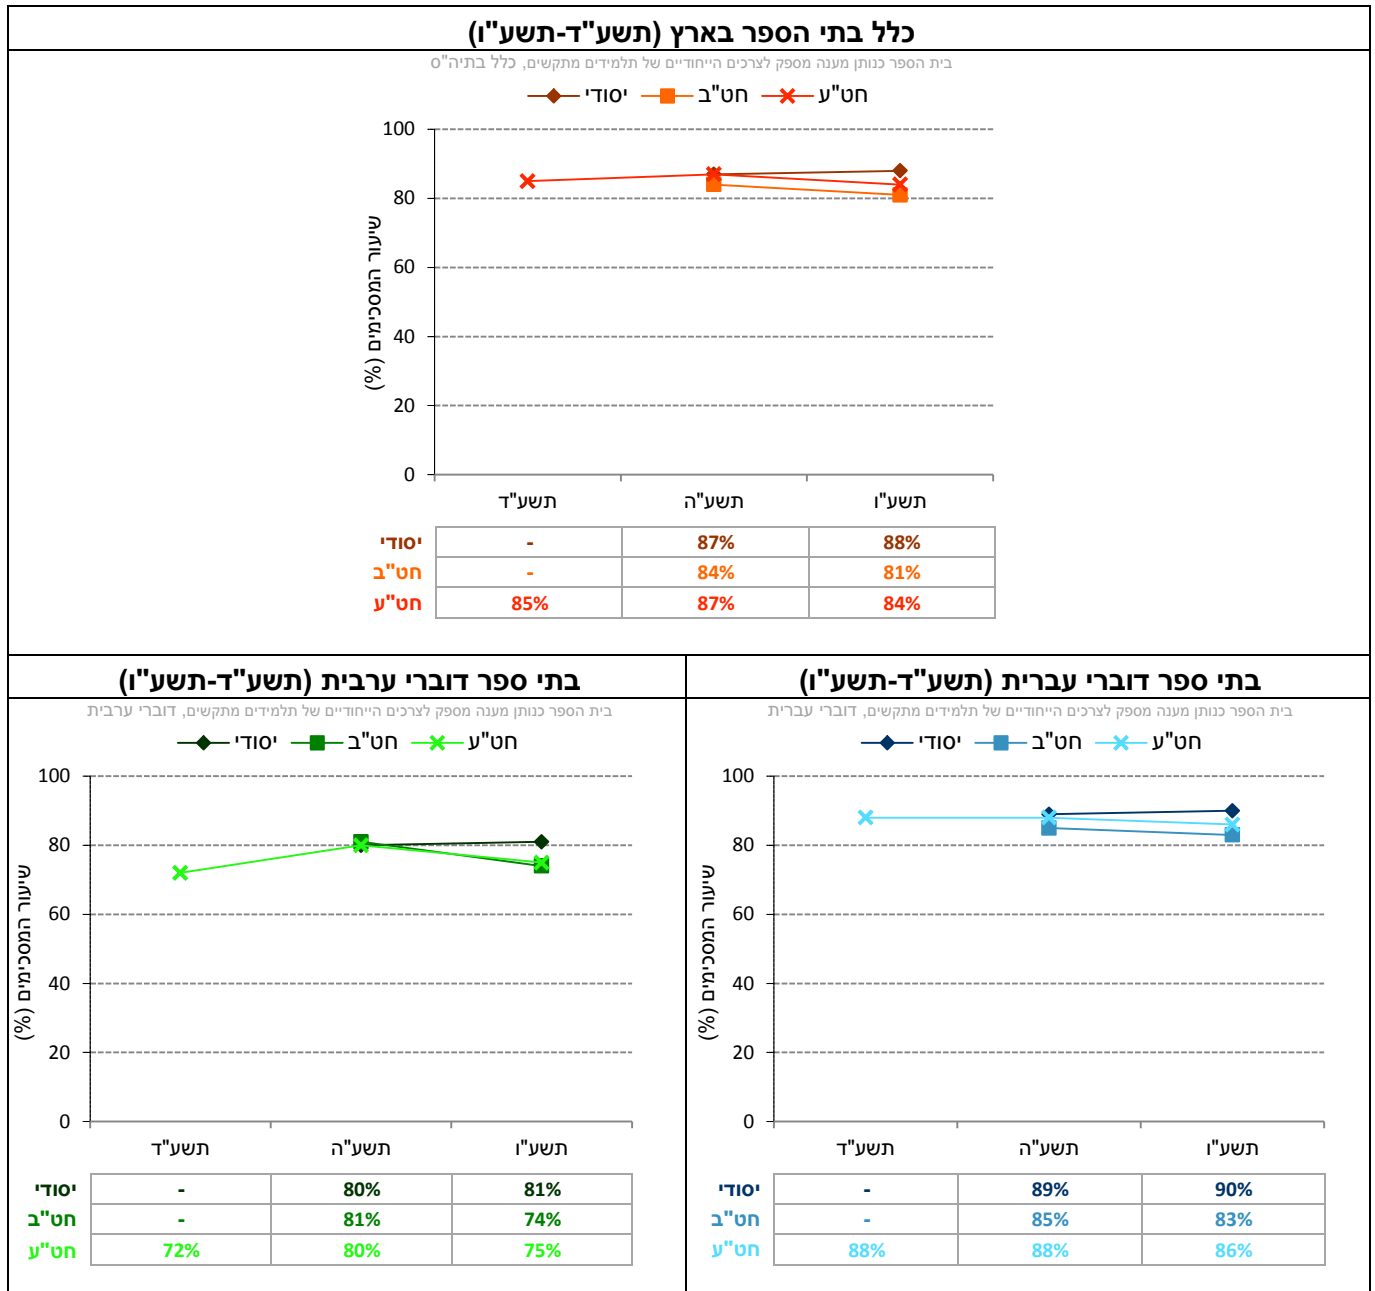 כלל בתי הספר בארץ (תשע"ד-תשע"ו)
בית הספר כנותן מענה מספק לצרכים הייחודיים של תלמידים מתקשים, כלל בתיה"ס
יסודי חט"ב חט"ע
שיעור המסכימים (%)
100
80
60
40
20
0
תשע"ד תשע"ה תשע"ו
יסודי - 87% 88%
חט"ב - 84% 81%
חט"ע 85% 87% 84%
בתי ספר דוברי עברית (תשע"ד-תשע"ו)
בית הספר כנותן מענה מספק לצרכים הייחודיים של תלמידים מתקשים, דוברי עברית
יסודי חט"ב חט"ע
שיעור המסכימים (%)
100
80
60
40
20
0
תשע"ד תשע"ה תשע"ו
יסודי - 89% 90%
חט"ב - 85% 83%
חט"ע 88% 88% 86%
בתי ספר דוברי ערבית (תשע"ד-תשע"ו)
בית הספר כנותן מענה מספק לצרכים הייחודיים של תלמידים מתקשים, דוברי ערבית
יסודי חט"ב חט"ע
שיעור המסכימים (%)
100
80
60
40
20
0
תשע"ד תשע"ה תשע"ו
יסודי - 80% 81%
חט"ב - 81% 74%
חט"ע 72% 80% 75%